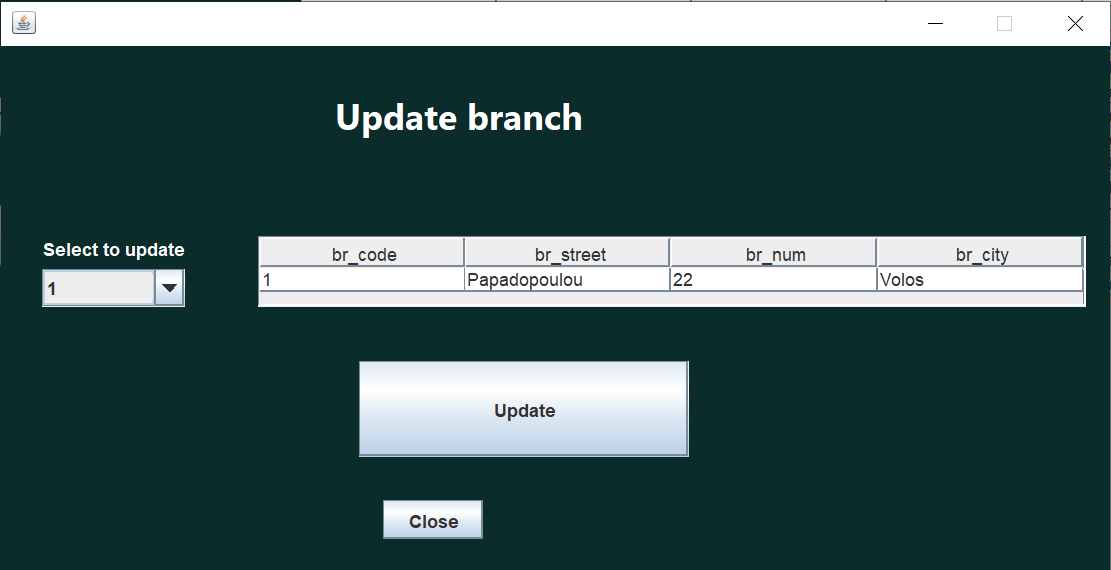 Update branch
Select to update
1
br_code br_street br_num br_city
1 Papadopoulou 22 Volos
Update
Close